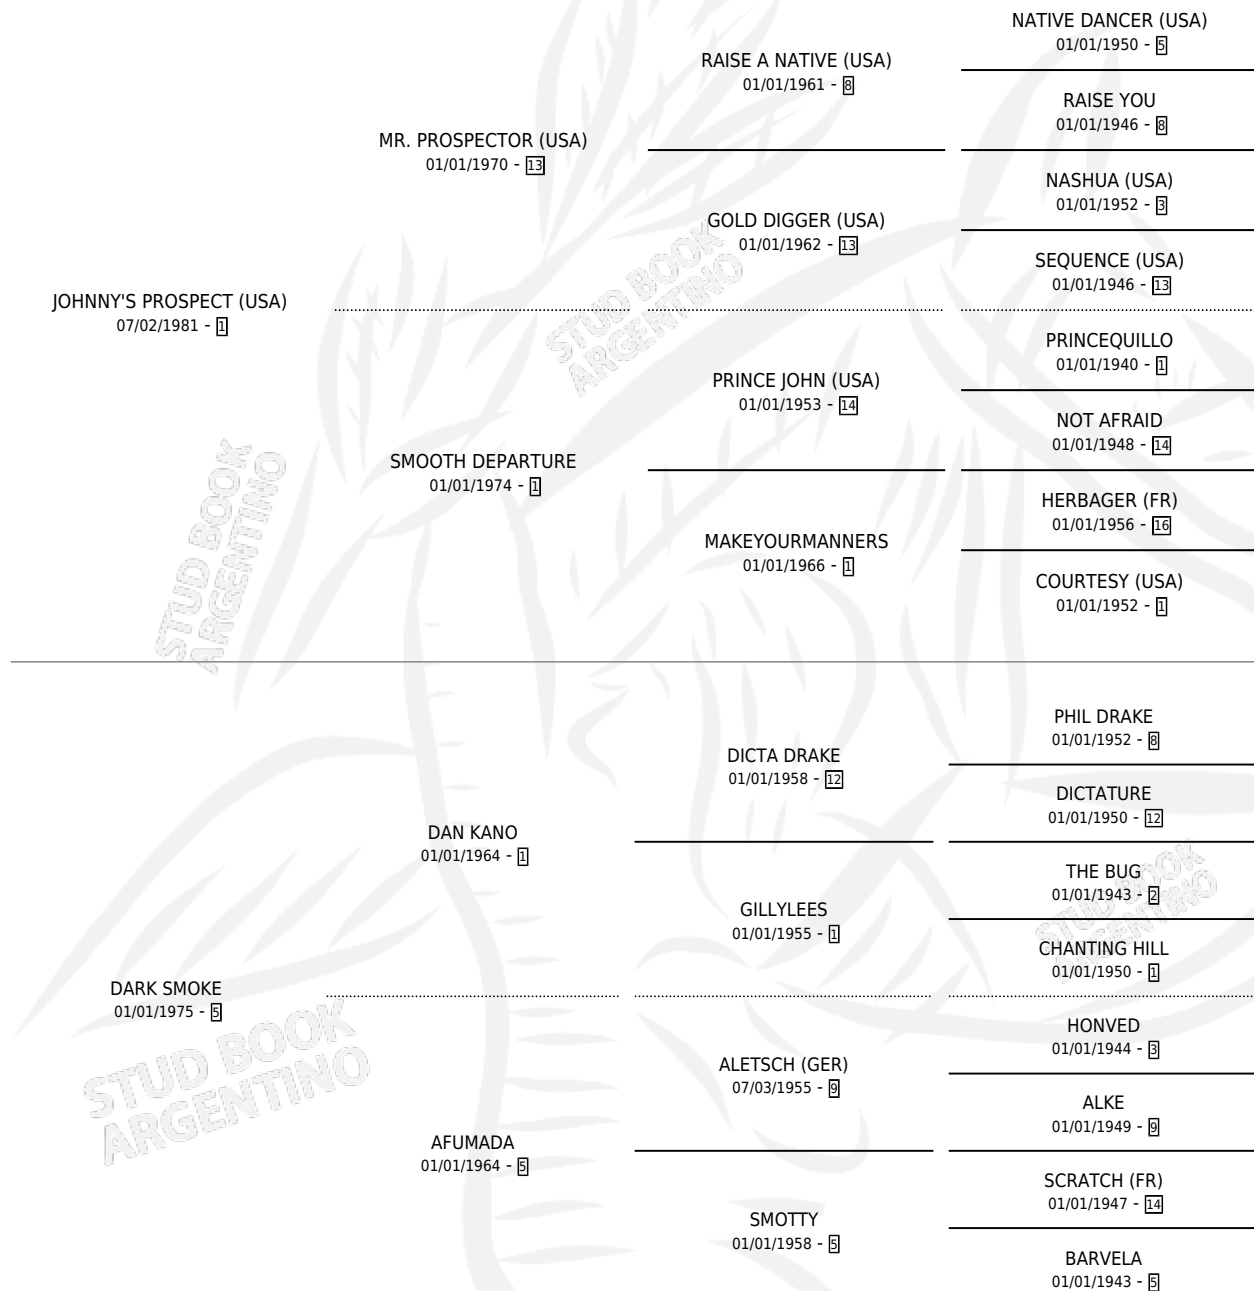 NATIVE DANCER (USA)
01/01/1950 - 5
RAISE A NATIVE (USA)
01/01/1961 - 8
RAISE YOU
01/01/1946 - 8
MR. PROSPECTOR (USA)
01/01/1970 - 13
NASHUA (USA)
01/01/1952 - 3
GOLD DIGGER (USA)
01/01/1962 - 13
SEQUENCE (USA)
01/01/1946 - 13
JOHNNY'S PROSPECT (USA)
07/02/1981 - 1
STUD BOOK
ARGENTINO
PRINCEQUILLO
01/01/1940 - 1
PRINCE JOHN (USA)
01/01/1953 - 14
NOT AFRAID
01/01/1948 - 14
SMOOTH DEPARTURE
01/01/1974 - 1
HERBAGER (FR)
01/01/1956 - 16
MAKEYOURMANNERS
01/01/1966 - 1
COURTESY (USA)
01/01/1952 - 1
STUD BOOK
ARGENTINO
PHIL DRAKE
01/01/1952 - 8
DICTA DRAKE
01/01/1958 - 12
DICTATURE
01/01/1950 - 12
DAN KANO
01/01/1964 - 1
THE BUG
01/01/1943 - 2
GILLYLEES
01/01/1955 - 1
STUD BOOK
ARGENTINO
CHANTING HILL
01/01/1950 - 1
DARK SMOKE
01/01/1975 - 5
STUD BOOK
ARGENTINO
HONVED
01/01/1944 - 3
ALETSCH (GER)
07/03/1955 - 9
ALKE
01/01/1949 - 9
AFUMADA
01/01/1964 - 5
SCRATCH (FR)
01/01/1947 - 14
SMOTTY
01/01/1958 - 5
BARVELA
01/01/1943 - 5